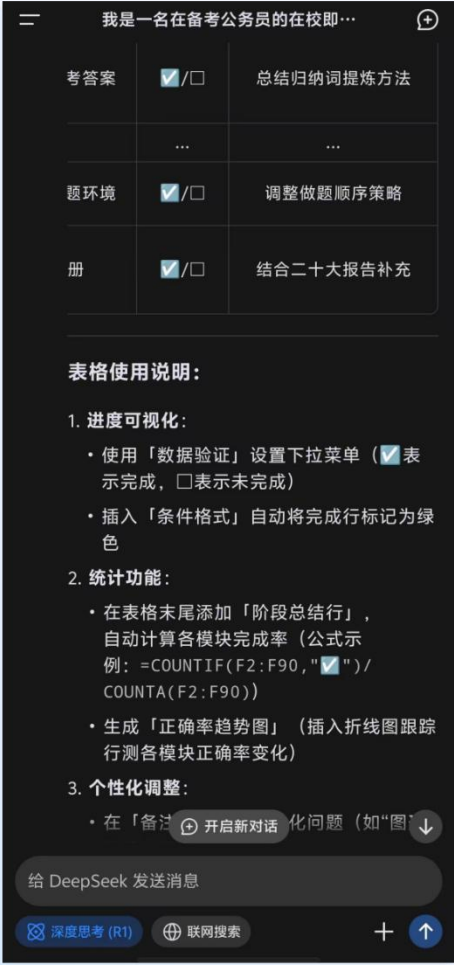 我是一名在备考公务员的在校即…
考答案 ☑/☐ 总结归纳词提炼方法
... ...
题环境 ☑/☐ 调整做题顺序策略
册 ☑/☐ 结合二十大报告补充
表格使用说明：
1. 进度可视化：
• 使用「数据验证」设置下拉菜单（☑表
示完成，☐表示未完成）
• 插入「条件格式」自动将完成行标记为绿
色
2. 统计功能：
• 在表格末尾添加「阶段总结行」，
自动计算各模块完成率（公式示
例：=COUNTIF(F2:F90,"☑")/
COUNTA(F2:F90)）
• 生成「正确率趋势图」（插入折线图跟踪
行测各模块正确率变化）
3. 个性化调整：
• 在「备注 化问题（如“图
开启新对话
给 DeepSeek 发送消息
深度思考 (R1) 联网搜索